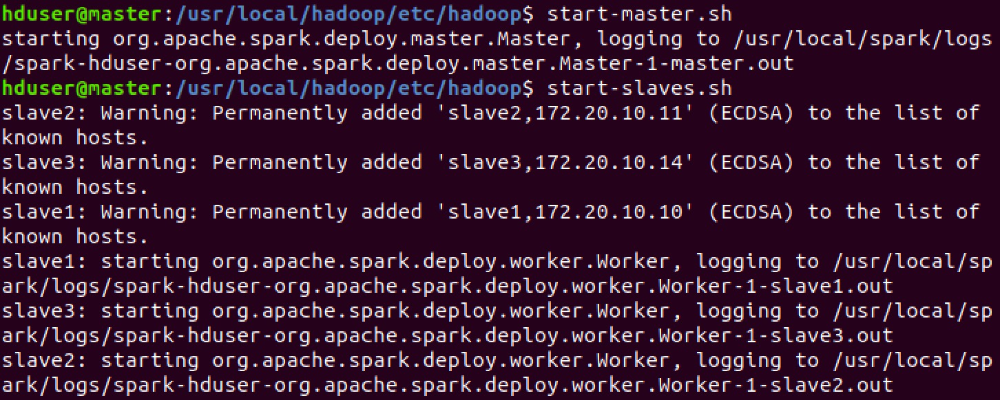 hduser@master:/usr/local/hadoop/etc/hadoop$ start-master.sh
starting org.apache.spark.deploy.master.Master, logging to /usr/local/spark/logs
/spark-hduser-org.apache.spark.deploy.master.Master-1-master.out
hduser@master:/usr/local/hadoop/etc/hadoop$ start-slaves.sh
slave2: Warning: Permanently added 'slave2,172.20.10.11' (ECDSA) to the list of
known hosts.
slave3: Warning: Permanently added 'slave3,172.20.10.14' (ECDSA) to the list of
known hosts.
slave1: Warning: Permanently added 'slave1,172.20.10.10' (ECDSA) to the list of
known hosts.
slave1: starting org.apache.spark.deploy.worker.Worker, logging to /usr/local/sp
ark/logs/spark-hduser-org.apache.spark.deploy.worker.Worker-1-slave1.out
slave3: starting org.apache.spark.deploy.worker.Worker, logging to /usr/local/sp
ark/logs/spark-hduser-org.apache.spark.deploy.worker.Worker-1-slave3.out
slave2: starting org.apache.spark.deploy.worker.Worker, logging to /usr/local/sp
ark/logs/spark-hduser-org.apache.spark.deploy.worker.Worker-1-slave2.out